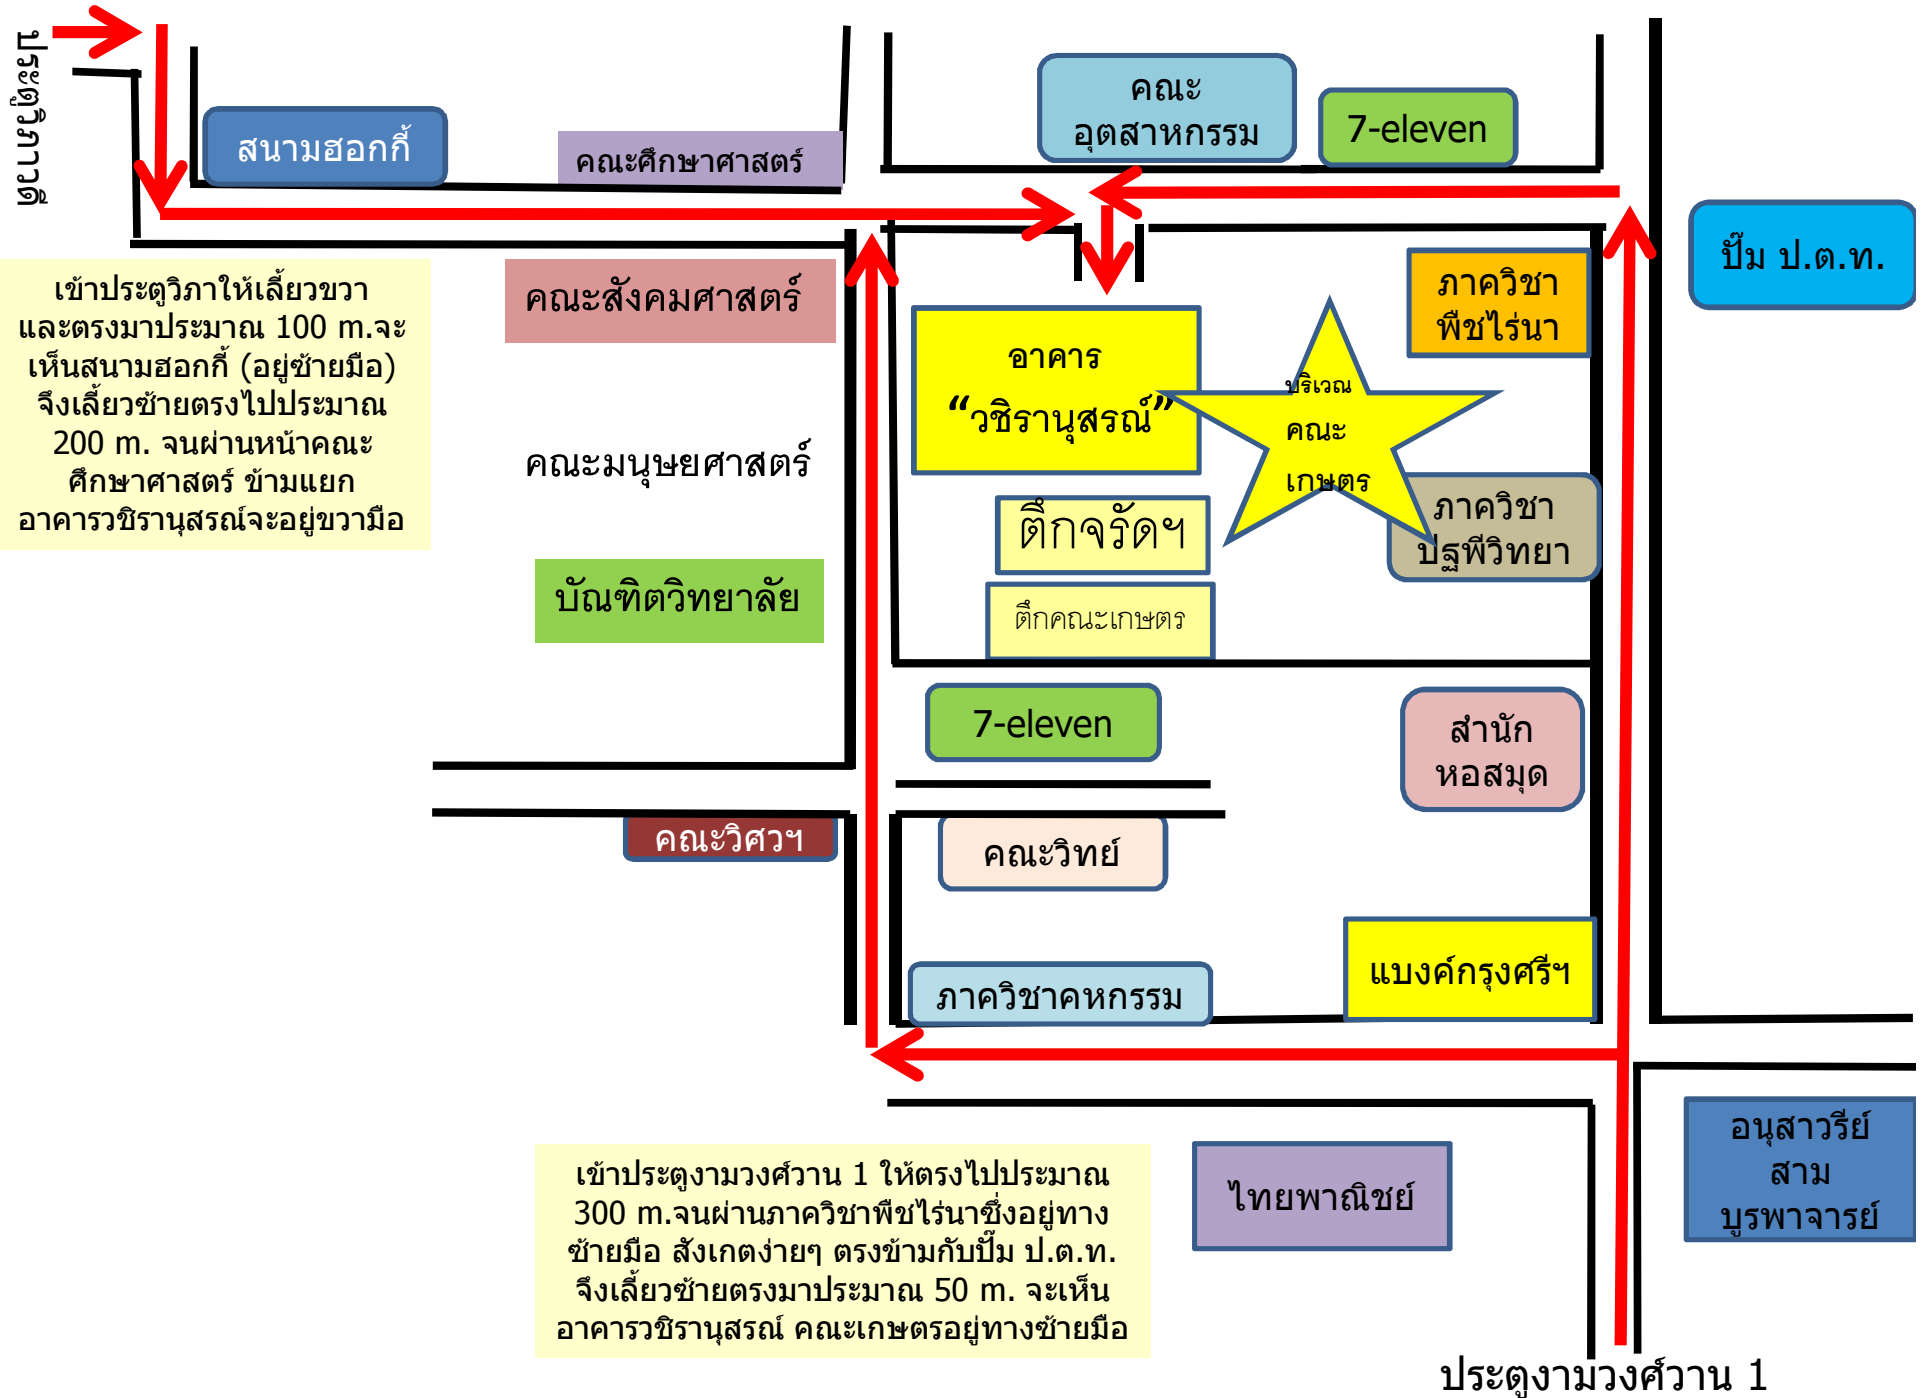 ประตูวิภาวดี
สนามฮอกกี้
คณะศึกษาศาสตร์
คณะ
อุตสาหกรรม
7-eleven
ปั๊ม ป.ต.ท.
เข้าประตูวิภาให้เลี้ยวขวา
และตรงมาประมาณ 100 m.จะ
เห็นสนามฮอกกี้ (อยู่ซ้ายมือ)
จึงเลี้ยวซ้ายตรงไปประมาณ
200 m. จนผ่านหน้าคณะ
ศึกษาศาสตร์ ข้ามแยก
อาคารวชิรานุสรณ์จะอยู่ขวามือ
คณะสังคมศาสตร์
คณะมนุษยศาสตร์
บัณฑิตวิทยาลัย
อาคาร
“วชิรานุสรณ์”
บริเวณ
คณะ
เกษตร
ภาควิชา
พืชไร่นา
ภาควิชา
ปฐพีวิทยา
ตึกจรัดฯ
ตึกคณะเกษตร
7-eleven
สำนัก
หอสมุด
คณะวิศวฯ
คณะวิทย์
ภาควิชาคหกรรม
แบงค์กรุงศรีฯ
เข้าประตูงามวงศ์วาน 1 ให้ตรงไปประมาณ
300 m.จนผ่านภาควิชาพืชไร่นาซึ่งอยู่ทาง
ซ้ายมือ สังเกตง่ายๆ ตรงข้ามกับปั๊ม ป.ต.ท.
จึงเลี้ยวซ้ายตรงมาประมาณ 50 m. จะเห็น
อาคารวชิรานุสรณ์ คณะเกษตรอยู่ทางซ้ายมือ
ไทยพาณิชย์
อนุสาวรีย์
สาม
บูรพาจารย์
ประตูงามวงศ์วาน 1